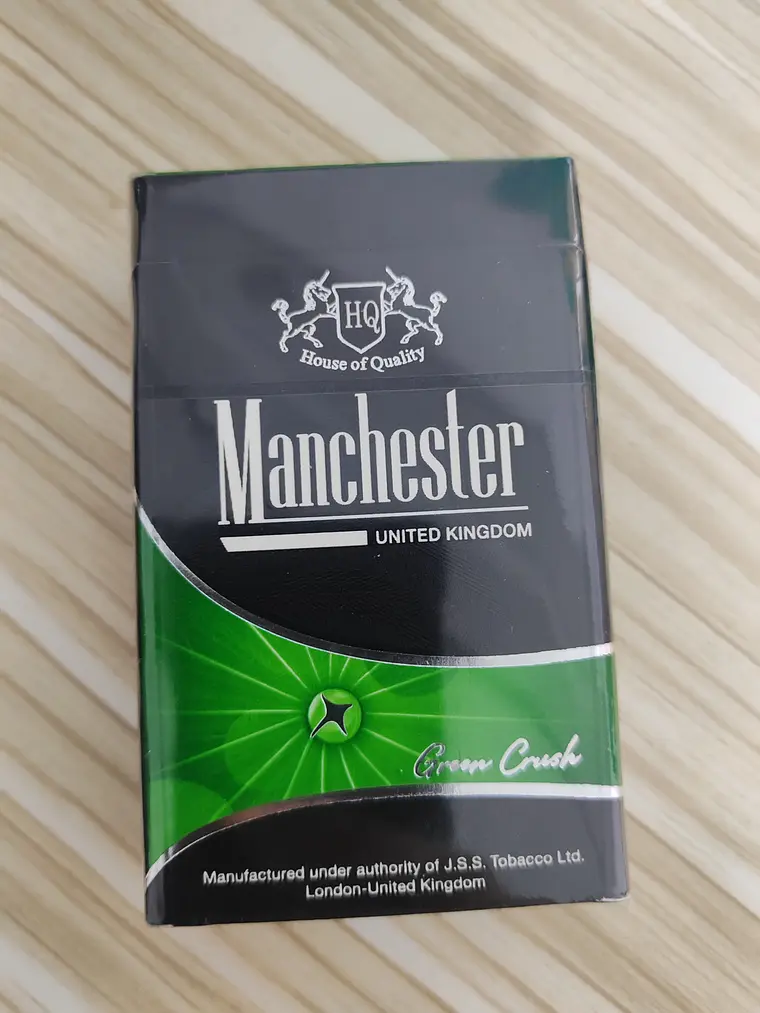 HQ
House of Quality
Manchester
UNITED KINGDOM
Green Crush
Manufactured under authority of J.S.S. Tobacco Ltd.
London-United Kingdom